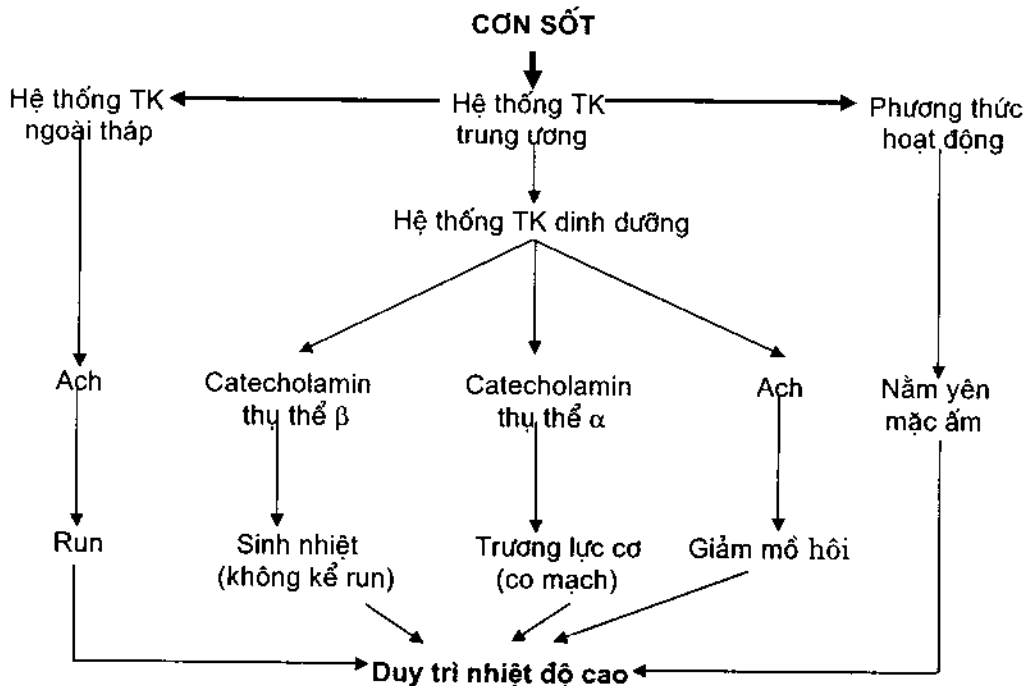 CƠN SỐT
Hệ thống TK
ngoài tháp
Hệ thống TK
trung ương
Phương thức
hoạt động
Hệ thống TK dinh dưỡng
Ach
Catecholamin
thụ thể β
Catecholamin
thụ thể α
Ach
Nằm yên
mặc ấm
Run
Sinh nhiệt
(không kể run)
Trương lực cơ
(co mạch)
Giảm mồ hôi
Duy trì nhiệt độ cao